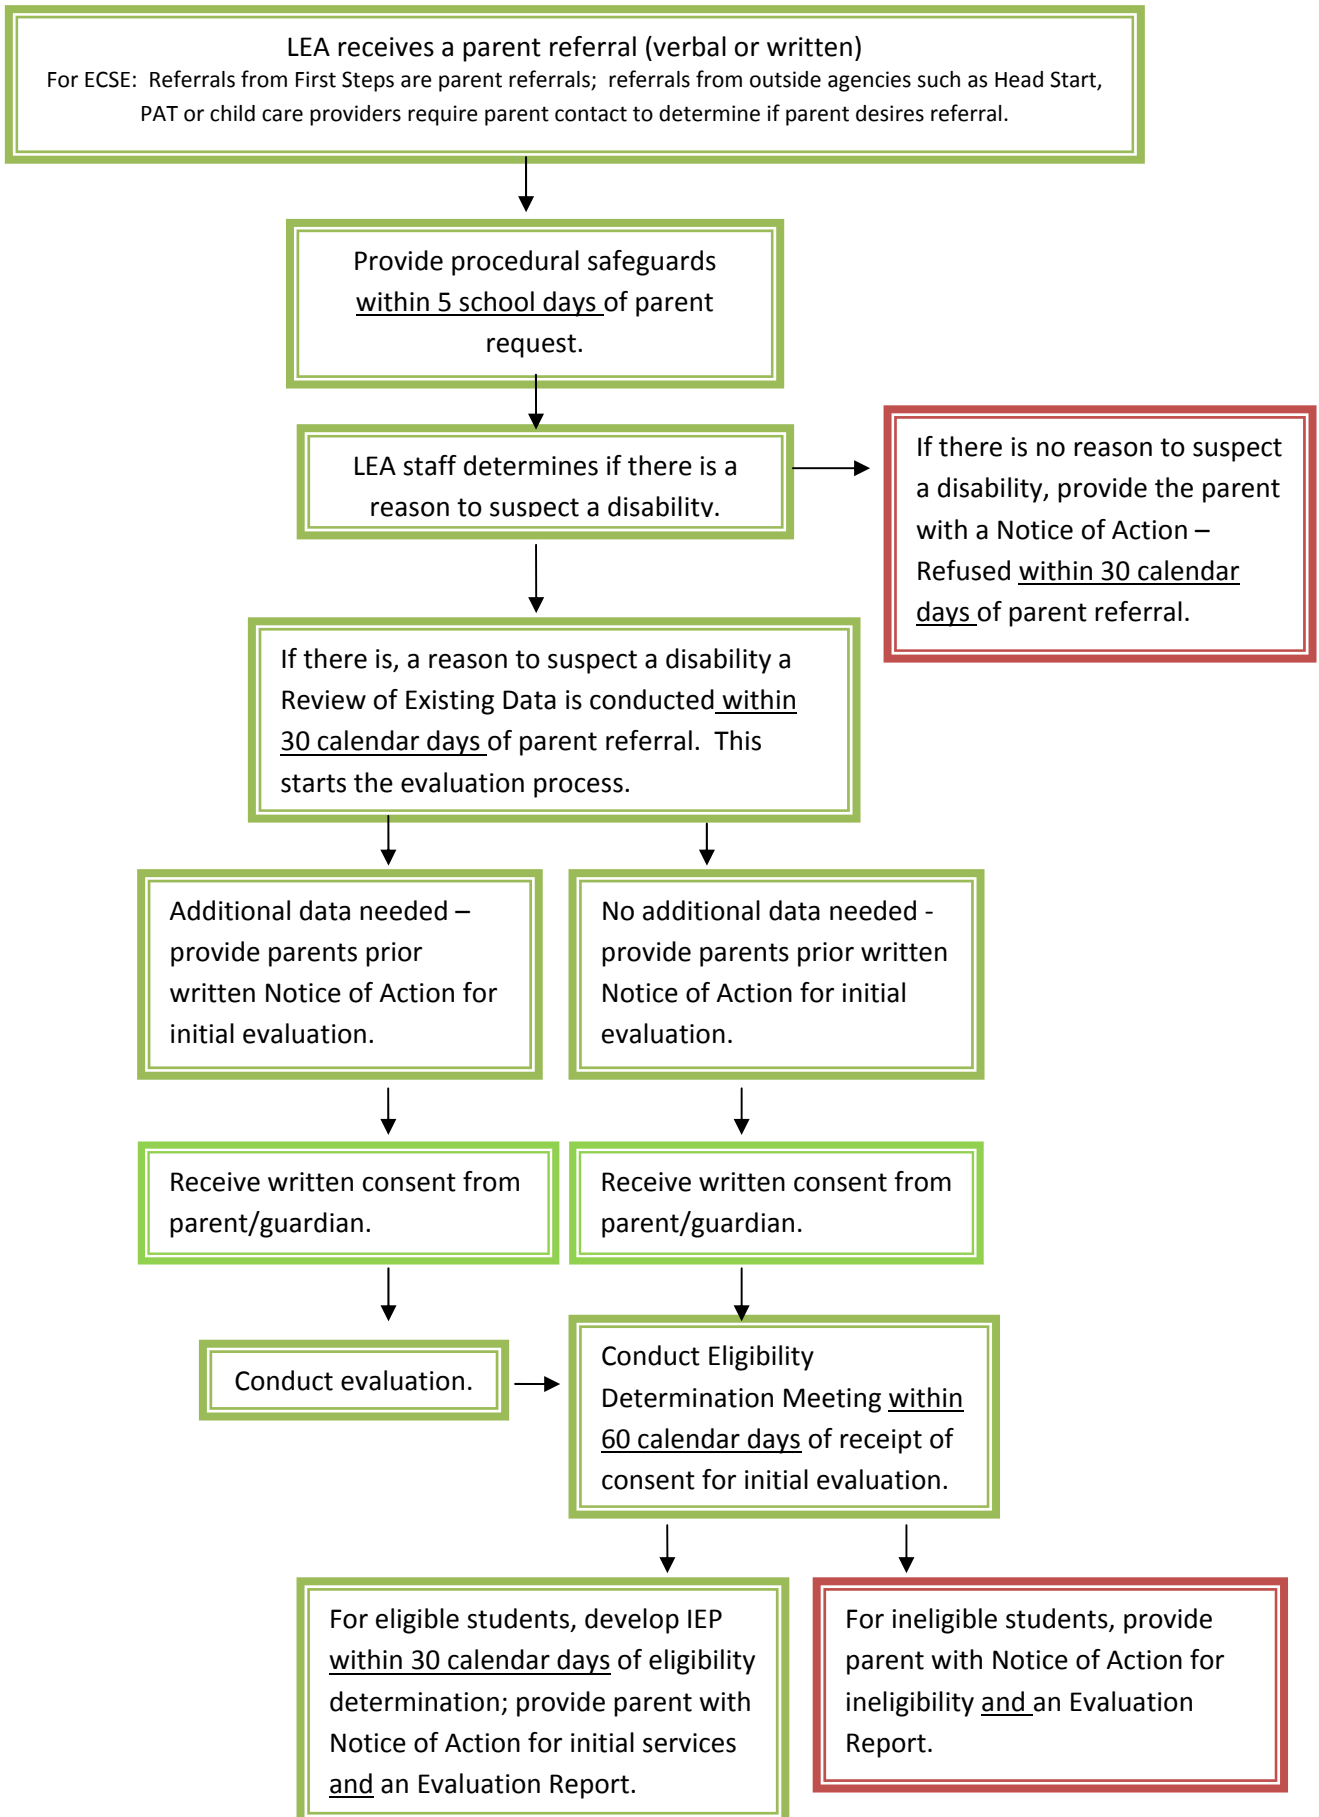 LEA receives a parent referral (verbal or written)
For ECSE: Referrals from First Steps are parent referrals; referrals from outside agencies such as Head Start,
PAT or child care providers require parent contact to determine if parent desires referral.
Provide procedural safeguards
within 5 school days of parent
request.
LEA staff determines if there is a
reason to suspect a disability.
If there is no reason to suspect
a disability, provide the parent
with a Notice of Action –
Refused within 30 calendar
days of parent referral.
If there is, a reason to suspect a disability a
Review of Existing Data is conducted within
30 calendar days of parent referral. This
starts the evaluation process.
Additional data needed –
provide parents prior
written Notice of Action for
initial evaluation.
No additional data needed -
provide parents prior written
Notice of Action for initial
evaluation.
Receive written consent from
parent/guardian.
Receive written consent from
parent/guardian.
Conduct evaluation.
Conduct Eligibility
Determination Meeting within
60 calendar days of receipt of
consent for initial evaluation.
For eligible students, develop IEP
within 30 calendar days of eligibility
determination; provide parent with
Notice of Action for initial services
and an Evaluation Report.
For ineligible students, provide
parent with Notice of Action for
ineligibility and an Evaluation
Report.